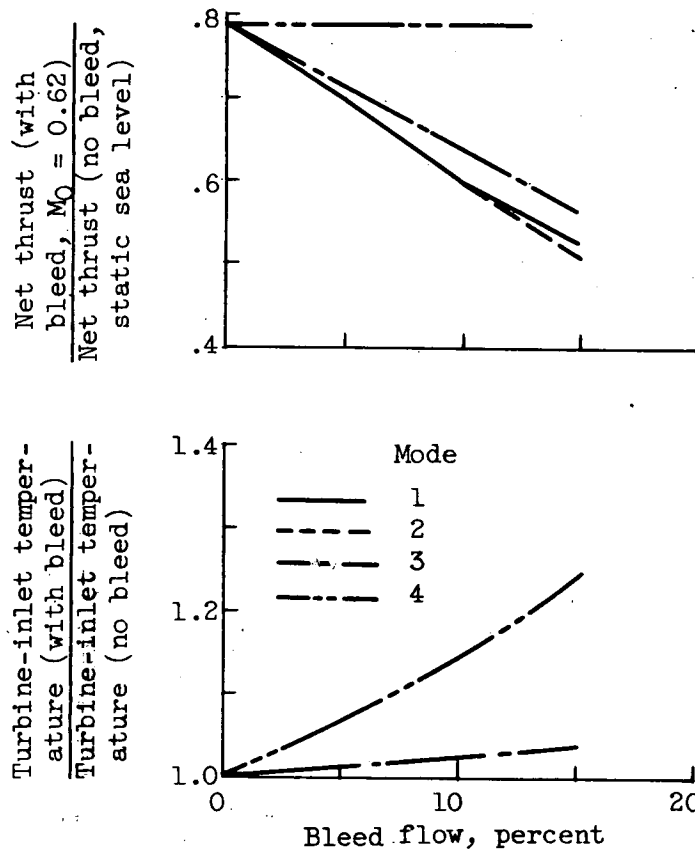 Net thrust (with
bleed, M0 = 0.62)
Net thrust (no bleed,
static sea level)
.8
.6
.4
Turbine-inlet temper-
ature (with bleed)
Turbine-inlet temper-
ature (no bleed)
1.4
1.2
1.0
Mode
1
2
3
4
0
10
20
Bleed flow, percent